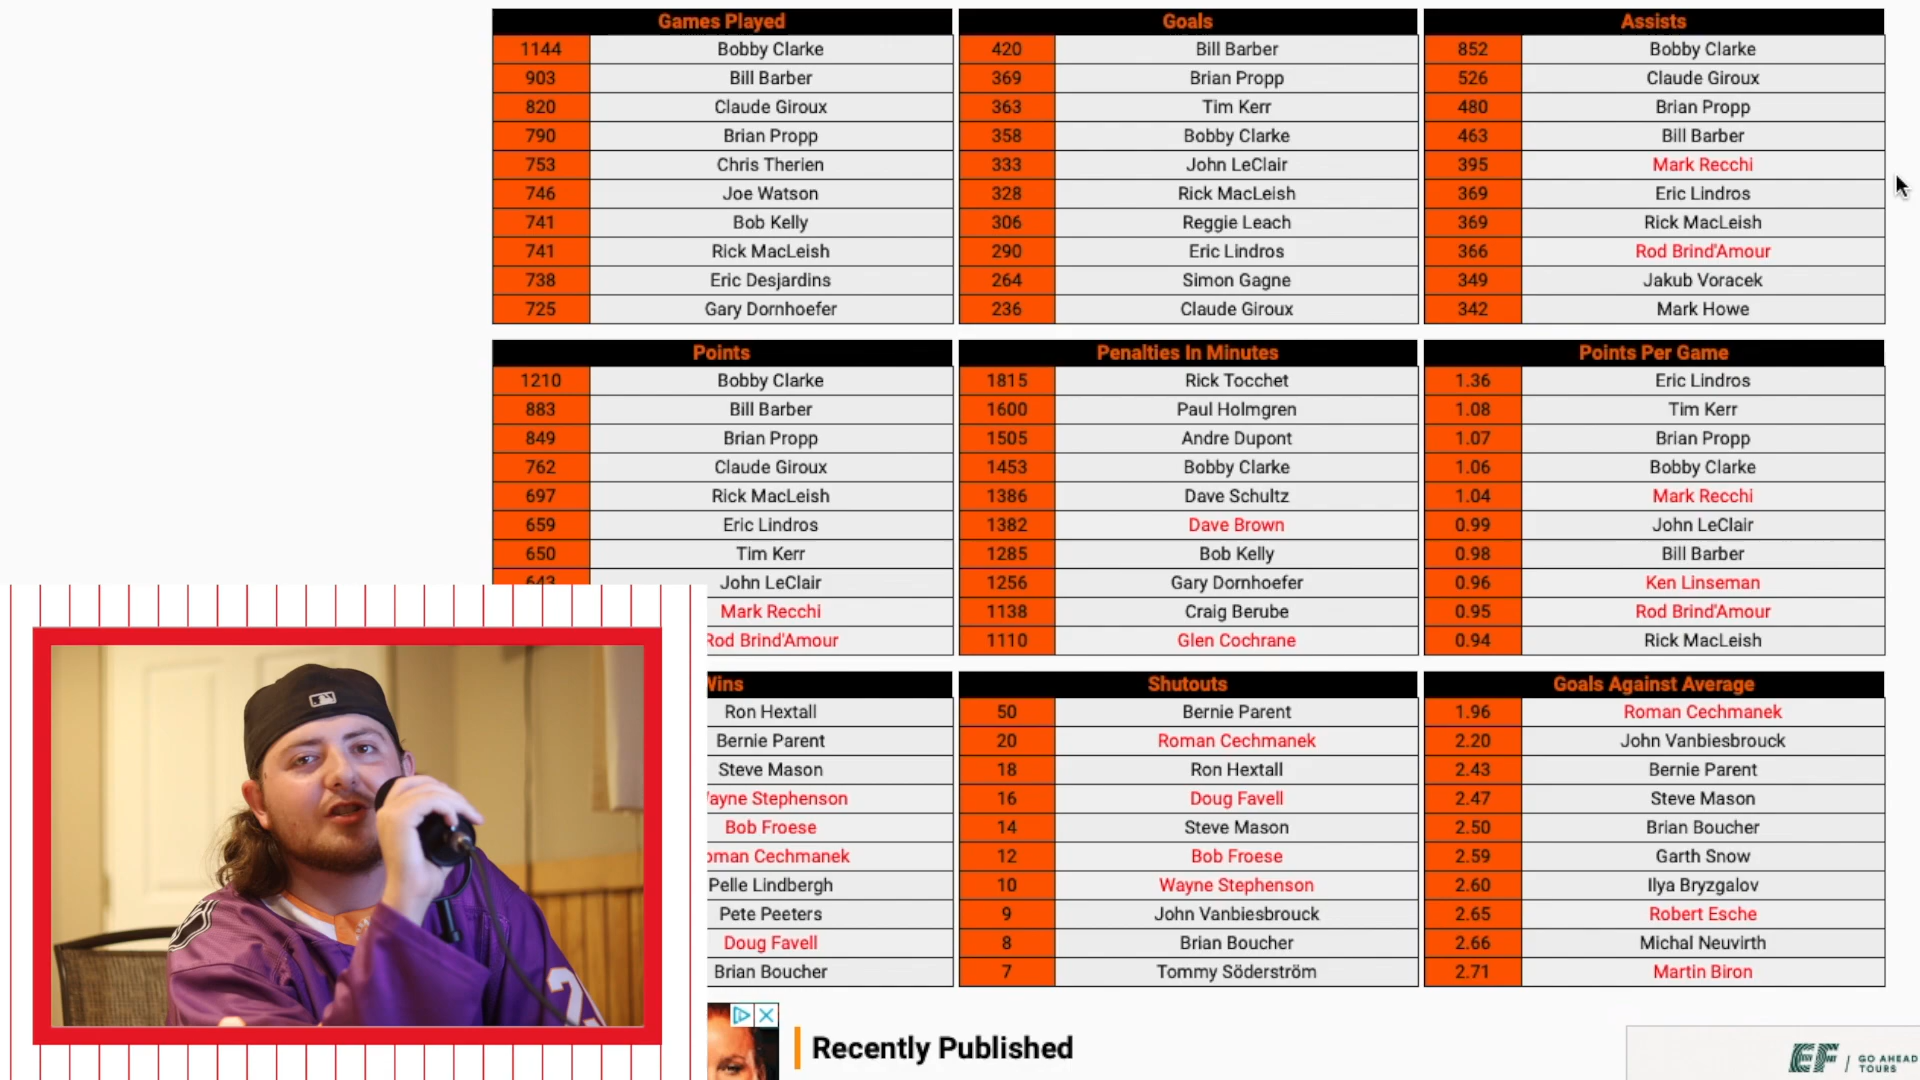 Games Played
1144 Bobby Clarke
903 Bill Barber
820 Claude Giroux
790 Brian Propp
753 Chris Therien
746 Joe Watson
741 Bob Kelly
741 Rick MacLeish
738 Eric Desjardins
725 Gary Dornhoefer
Goals
420 Bill Barber
369 Brian Propp
363 Tim Kerr
358 Bobby Clarke
333 John LeClair
328 Rick MacLeish
306 Reggie Leach
290 Eric Lindros
264 Simon Gagne
236 Claude Giroux
Assists
852 Bobby Clarke
526 Claude Giroux
480 Brian Propp
463 Bill Barber
395 Mark Recchi
369 Eric Lindros
369 Rick MacLeish
366 Rod Brind'Amour
349 Jakub Voracek
342 Mark Howe
Points
1210 Bobby Clarke
883 Bill Barber
849 Brian Propp
762 Claude Giroux
697 Rick MacLeish
659 Eric Lindros
650 Tim Kerr
643 John LeClair
Mark Recchi
Rod Brind'Amour
Penalties In Minutes
1815 Rick Tocchet
1600 Paul Holmgren
1505 Andre Dupont
1453 Bobby Clarke
1386 Dave Schultz
1382 Dave Brown
1285 Bob Kelly
1256 Gary Dornhoefer
1138 Craig Berube
1110 Glen Cochrane
Points Per Game
1.36 Eric Lindros
1.08 Tim Kerr
1.07 Brian Propp
1.06 Bobby Clarke
1.04 Mark Recchi
0.99 John LeClair
0.98 Bill Barber
0.96 Ken Linseman
0.95 Rod Brind'Amour
0.94 Rick MacLeish
Wins
Ron Hextall
Bernie Parent
Steve Mason
ayne Stephenson
Bob Froese
oman Cechmanek
Pelle Lindbergh
Pete Peeters
Doug Favell
Brian Boucher
Shutouts
50 Bernie Parent
20 Roman Cechmanek
18 Ron Hextall
16 Doug Favell
14 Steve Mason
12 Bob Froese
10 Wayne Stephenson
9 John Vanbiesbrouck
8 Brian Boucher
7 Tommy Söderström
Goals Against Average
1.96 Roman Cechmanek
2.20 John Vanbiesbrouck
2.43 Bernie Parent
2.47 Steve Mason
2.50 Brian Boucher
2.59 Garth Snow
2.60 Ilya Bryzgalov
2.65 Robert Esche
2.66 Michal Neuvirth
2.71 Martin Biron
Recently Published
EF / GO AHEAD
TOURS